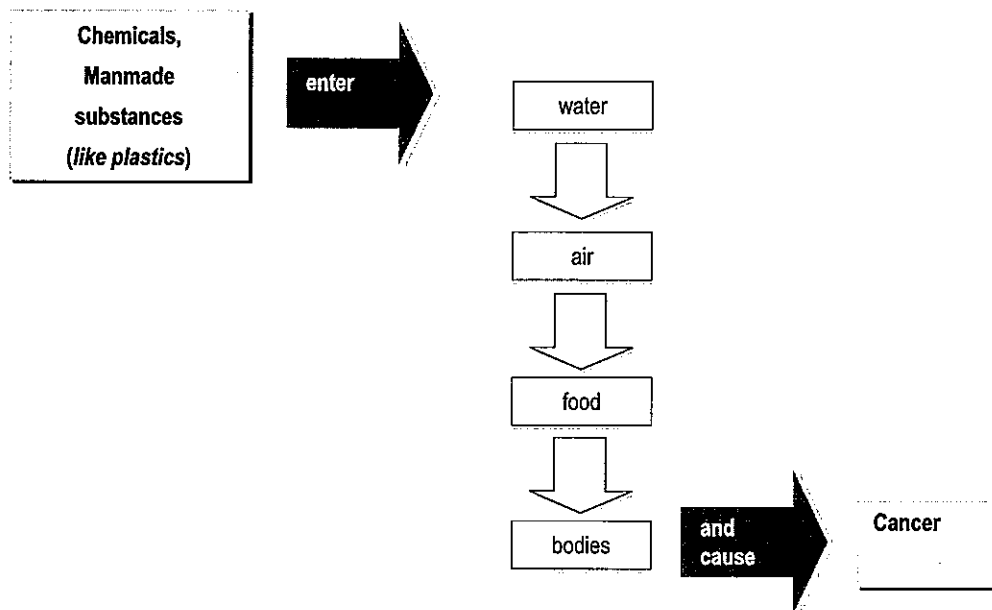 Chemicals,
Manmade
substances
(like plastics)
enter
water
air
food
bodies
and
cause
Cancer